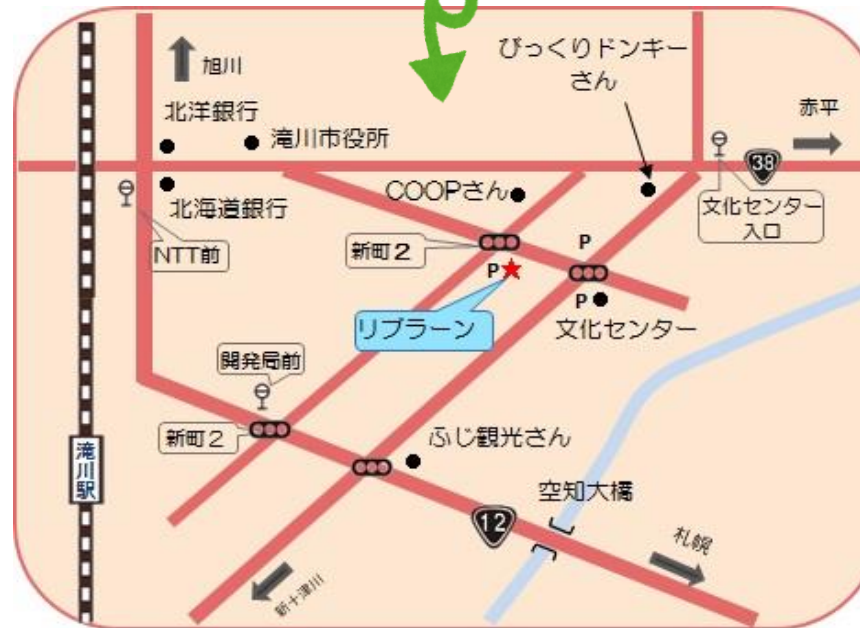 旭川
びっくりドンキー
さん
赤平
北洋銀行
滝川市役所
38
北海道銀行
COOPさん
文化センター
入口
NTT前
新町2
P
P
リブラーン
P
文化センター
開発局前
新町2
ふじ観光さん
滝川駅
空知大橋
12
札幌
新十津川